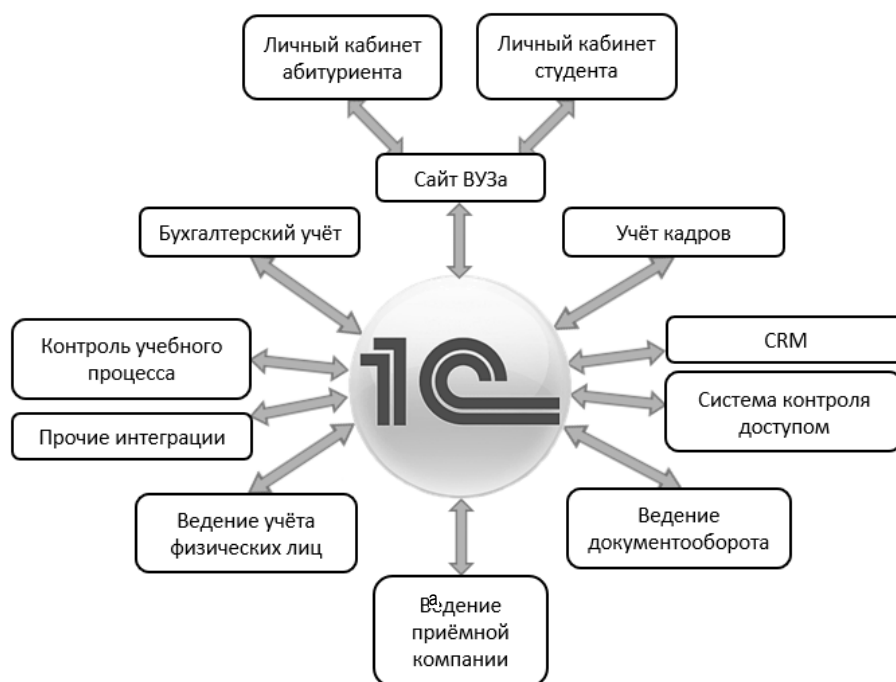 Личный кабинет
абитуриента
Личный кабинет
студента
Сайт ВУЗа
Бухгалтерский учёт
Учёт кадров
1С
Контроль учебного
процесса
CRM
Прочие интеграции
Система контроля
доступом
Ведение учёта
физических лиц
Ведение
документооборота
а.
Ведение
приёмной
компании